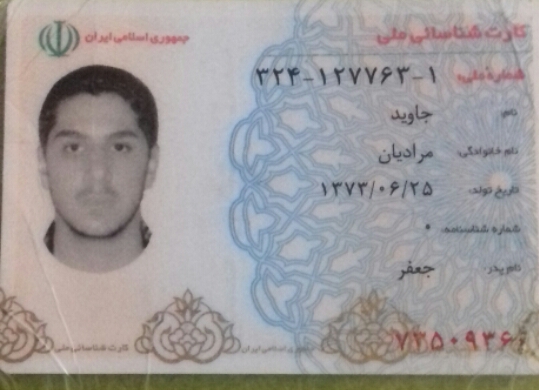 کارت شناسائی ملی
جمهوری اسلامی ایران
شماره ملی: ۳۲۴-۱۲۷۷۶۳-۱
نام: جاوید
نام خانوادگی: مرادیان
تاریخ تولد: ۱۳۷۳/۰۶/۲۵
شماره شناسنامه: ۰
نام پدر: جعفر
۷۳۵۰۹۳۶
کارت شناسائی ملی
جمهوری اسلامی ایران